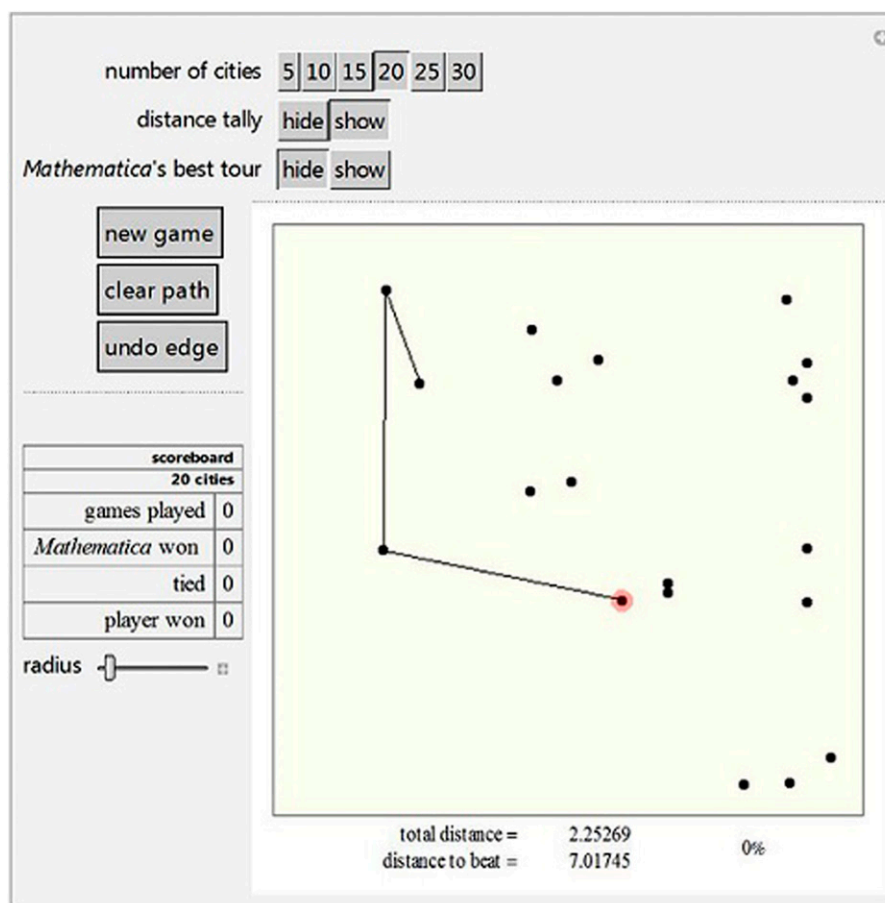 number of cities 5 10 15 20 25 30
distance tally hide show
Mathematica's best tour hide show
new game
clear path
undo edge
scoreboard
20 cities
games played 0
Mathematica won 0
tied 0
player won 0
radius
total distance = 2.25269
distance to beat = 7.01745
0%